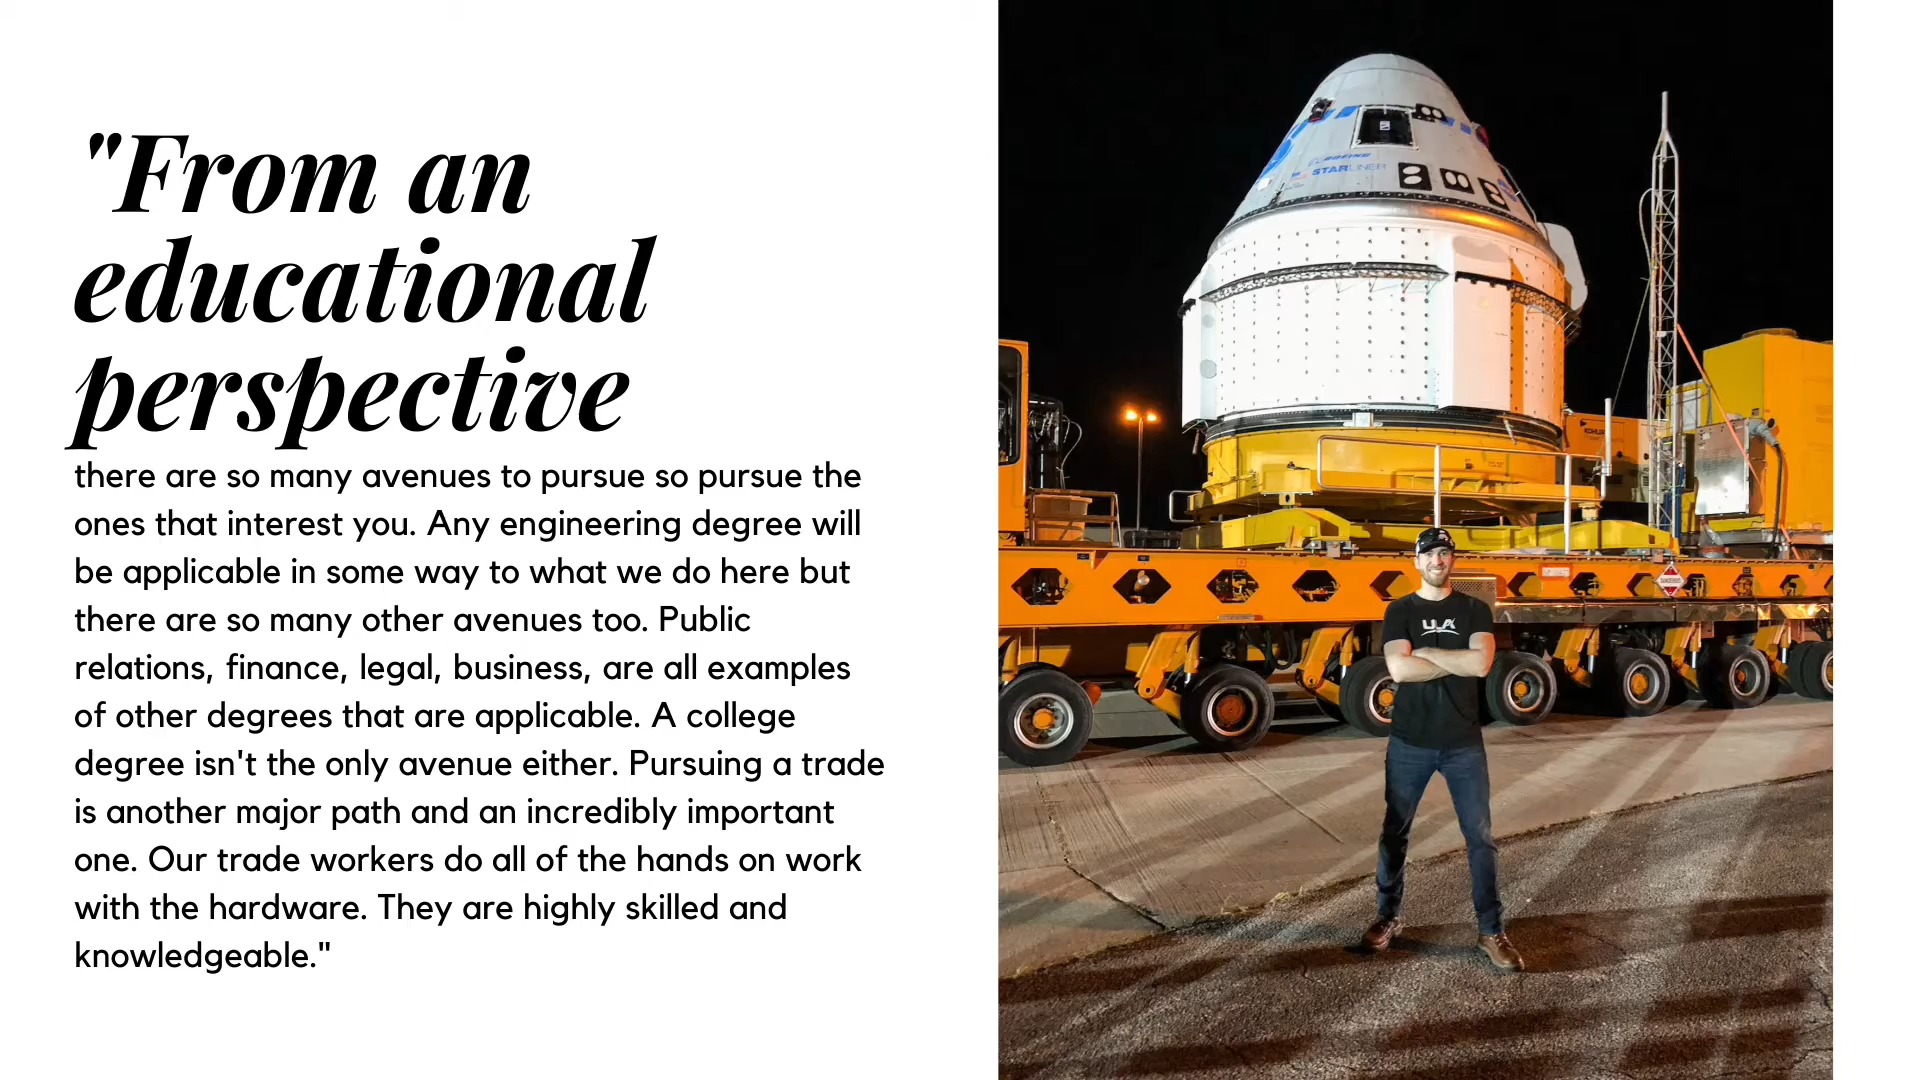 "From an
educational
perspective
there are so many avenues to pursue so pursue the
ones that interest you. Any engineering degree will
be applicable in some way to what we do here but
there are so many other avenues too. Public
relations, finance, legal, business, are all examples
of other degrees that are applicable. A college
degree isn't the only avenue either. Pursuing a trade
is another major path and an incredibly important
one. Our trade workers do all of the hands on work
with the hardware. They are highly skilled and
knowledgeable."
BOEING
STARLINER
KOHLER
DANGEROUS
ULA